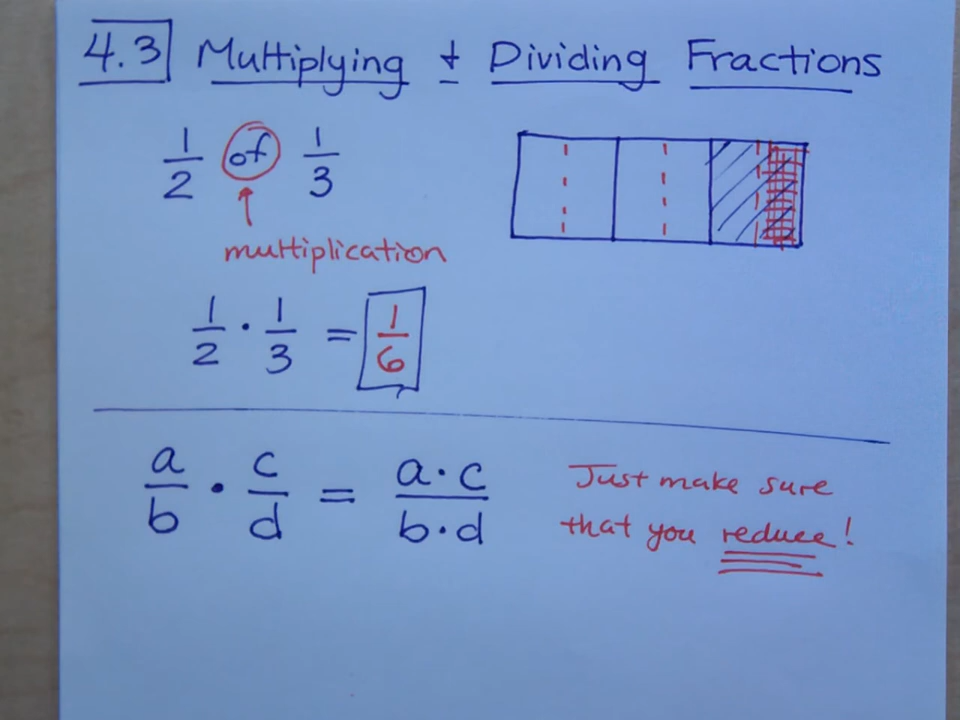 4.3 Multiplying + Dividing Fractions
1/2 of 1/3
multiplication
1/2 · 1/3 = 1/6
a/b · c/d = a·c/b·d
Just make sure
that you reduce!